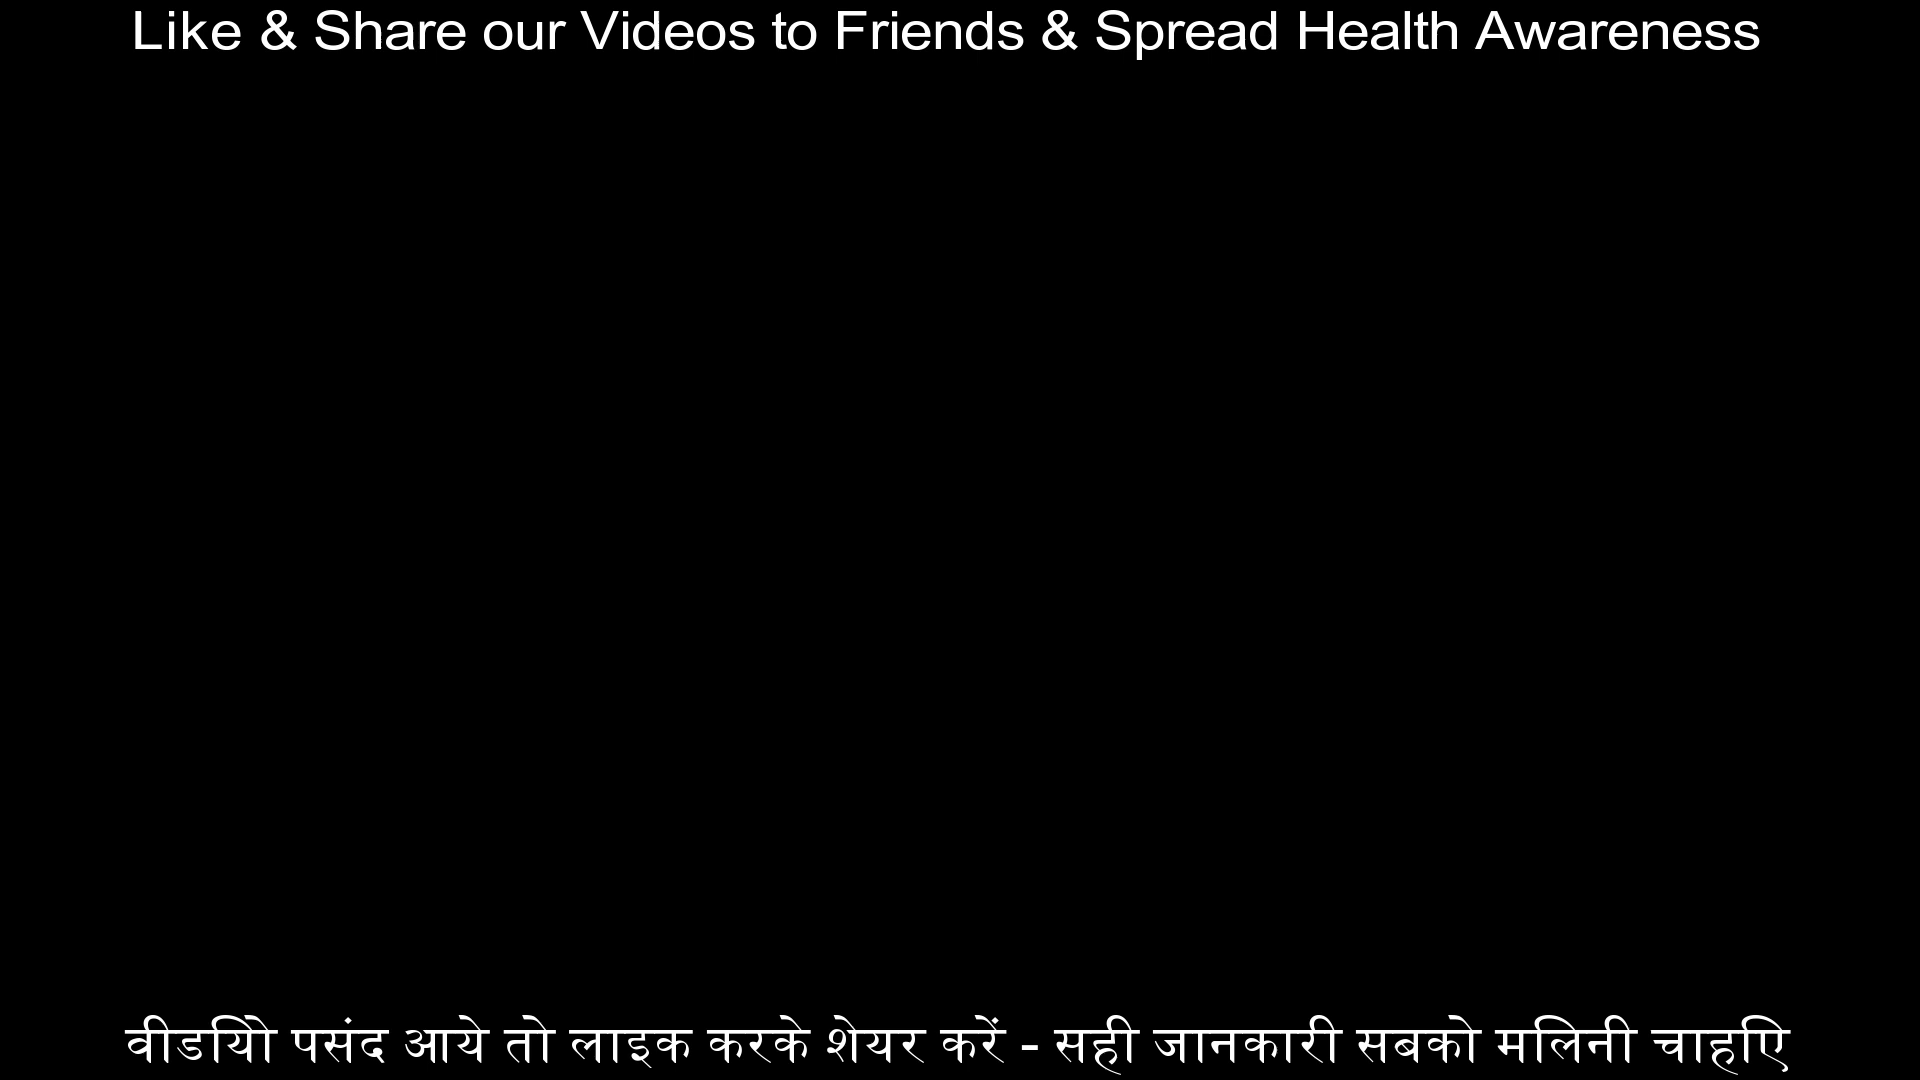 Like & Share our Videos to Friends & Spread Health Awareness
वीडियो पसंद आये तो लाइक करके शेयर करें - सही जानकारी सबको मिलनी चाहिए